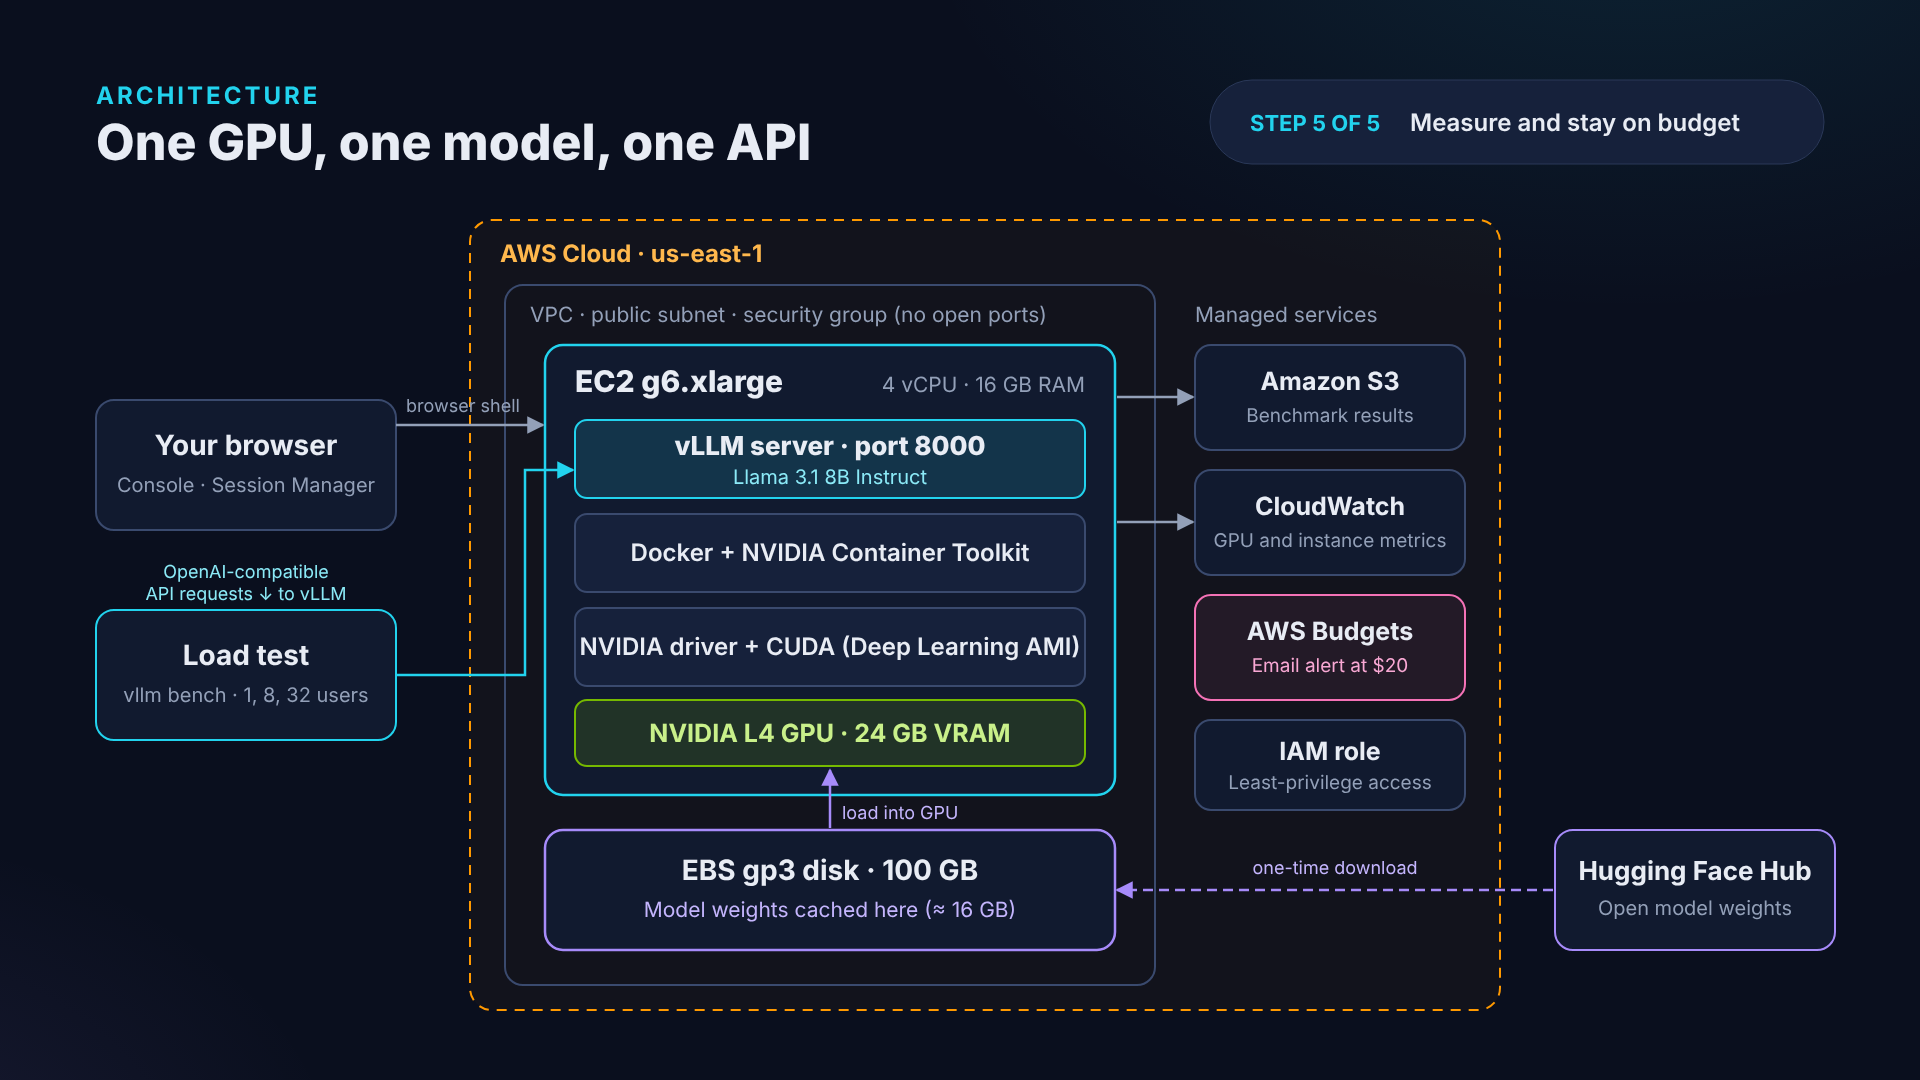 ARCHITECTURE
One GPU, one model, one API
STEP 5 OF 5 Measure and stay on budget
AWS Cloud · us-east-1
VPC · public subnet · security group (no open ports)
Managed services
EC2 g6.xlarge
4 vCPU · 16 GB RAM
vLLM server · port 8000
Llama 3.1 8B Instruct
Docker + NVIDIA Container Toolkit
NVIDIA driver + CUDA (Deep Learning AMI)
NVIDIA L4 GPU · 24 GB VRAM
load into GPU
EBS gp3 disk · 100 GB
Model weights cached here (≈ 16 GB)
browser shell
Your browser
Console · Session Manager
OpenAI-compatible
API requests ↓ to vLLM
Load test
vllm bench · 1, 8, 32 users
Amazon S3
Benchmark results
CloudWatch
GPU and instance metrics
AWS Budgets
Email alert at $20
IAM role
Least-privilege access
one-time download
Hugging Face Hub
Open model weights